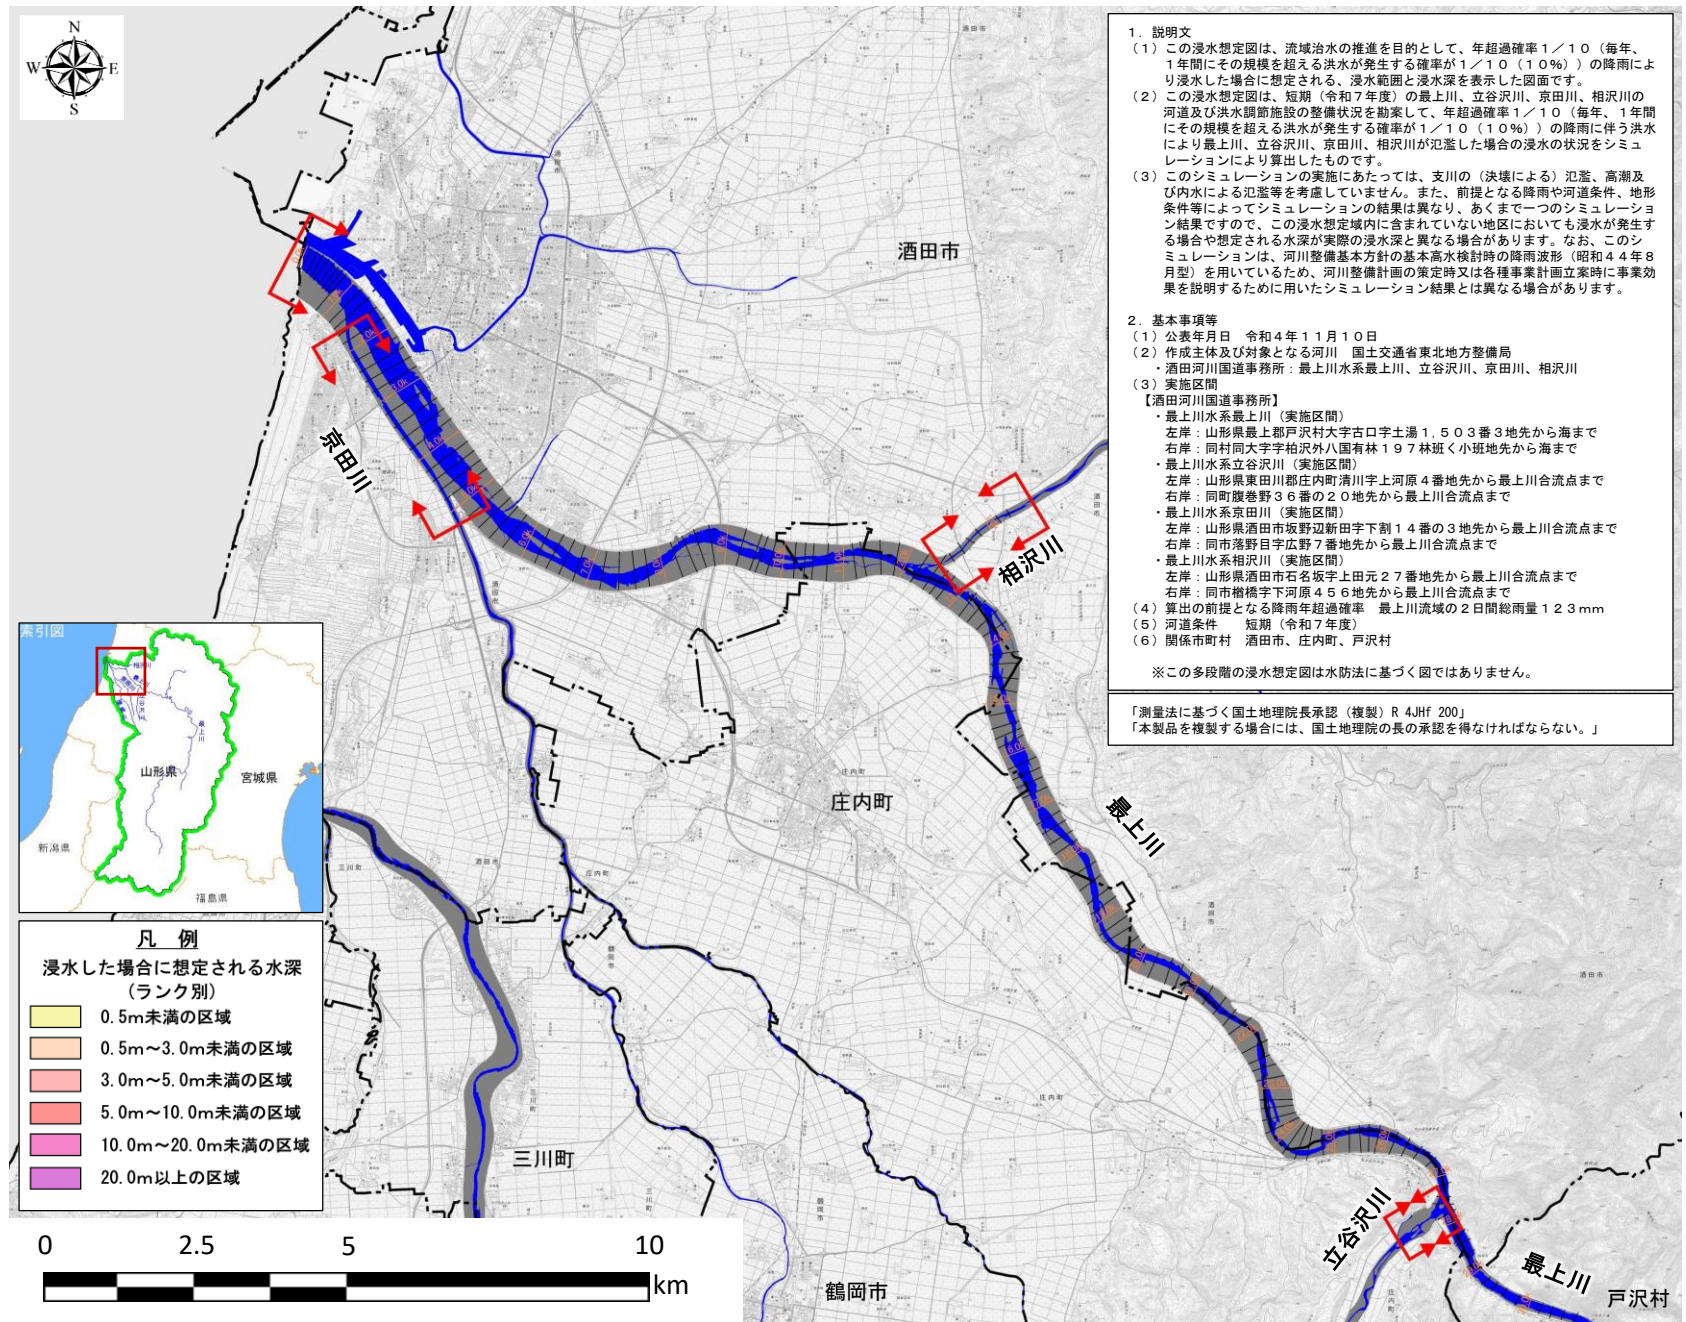 N
W
E
S
1. 説明文
(1)この浸水想定図は、流域治水の推進を目的として、年超過確率1/10(毎年、
1年間にその規模を超える洪水が発生する確率が1/10(10%))の降雨によ
り浸水した場合に想定される、浸水範囲と浸水深を表示した図面です。
(2)この浸水想定図は、短期(令和7年度)の最上川、立谷沢川、京田川、相沢川の
河道及び洪水調節施設の整備状況を勘案して、年超過確率1/10(毎年、1年間
にその規模を超える洪水が発生する確率が1/10(10%))の降雨に伴う洪水
により最上川、立谷沢川、京田川、相沢川が氾濫した場合の浸水の状況をシミュ
レーションにより算出したものです。
(3)このシミュレーションの実施にあたっては、支川の(決壊による)氾濫、高潮及
び内水による氾濫等を考慮していません。また、前提となる降雨や河道条件、地形
条件等によってシミュレーションの結果は異なり、あくまで一つのシミュレーショ
ン結果ですので、この浸水想定域内に含まれていない地区においても浸水が発生す
る場合や想定される水深が実際の浸水深と異なる場合があります。なお、このシ
ミュレーションは、河川整備基本方針の基本高水検討時の降雨波形(昭和44年8
月型)を用いているため、河川整備計画の策定時又は各種事業計画立案時に事業効
果を説明するために用いたシミュレーション結果とは異なる場合があります。
2. 基本事項等
(1)公表年月日 令和4年11月10日
(2)作成主体及び対象となる河川 国土交通省東北地方整備局
・酒田河川国道事務所:最上川水系最上川、立谷沢川、京田川、相沢川
(3)実施区間
【酒田河川国道事務所】
・最上川水系最上川(実施区間)
左岸:山形県最上郡戸沢村大字古口字土湯1,503番3地先から海まで
右岸:同村同大字字柏沢外八国有林197林班く小班地先から海まで
・最上川水系立谷沢川(実施区間)
左岸:山形県東田川郡庄内町清川字上河原4番地先から最上川合流点まで
右岸:同町腹巻野36番の20地先から最上川合流点まで
・最上川水系京田川(実施区間)
左岸:山形県酒田市坂野辺新田字下割14番の3地先から最上川合流点まで
右岸:同市落野目字広野7番地先から最上川合流点まで
・最上川水系相沢川(実施区間)
左岸:山形県酒田市石名坂字上田元27番地先から最上川合流点まで
右岸:同市楢橋字下河原456地先から最上川合流点まで
(4)算出の前提となる降雨年超過確率 最上川流域の2日間総雨量123mm
(5)河道条件 短期(令和7年度)
(6)関係市町村 酒田市、庄内町、戸沢村
※この多段階の浸水想定図は水防法に基づく図ではありません。
「測量法に基づく国土地理院長承認(複製)R 4JHf 200」
「本製品を複製する場合には、国土地理院の長の承認を得なければならない。」
酒田市
京田川
相沢川
最上川
庄内町
三川町
鶴岡市
立谷沢川
最上川
戸沢村
索引図
山形県
宮城県
新潟県
福島県
最上川
三川町
酒田市
庄内町
鶴岡市
庄内町
凡 例
浸水した場合に想定される水深
(ランク別)
0.5m未満の区域
0.5m~3.0m未満の区域
3.0m~5.0m未満の区域
5.0m~10.0m未満の区域
10.0m~20.0m未満の区域
20.0m以上の区域
0 2.5 5 10
km